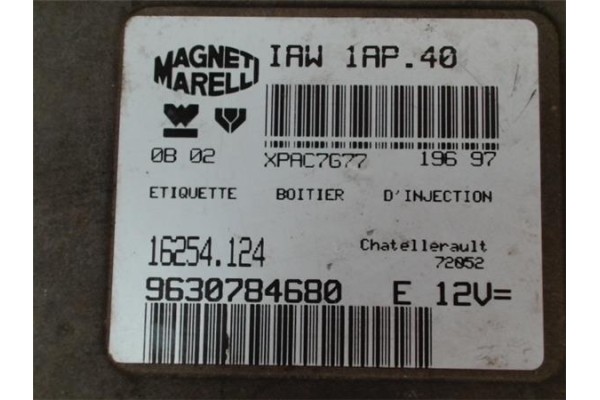 MAGNETI MARELLI
IAW 1AP.40
0B 02 XPAC7G77 196 97
ETIQUETTE BOITIER D'INJECTION
16254.124
Chatellerault
72052
9630784680 E 12V=